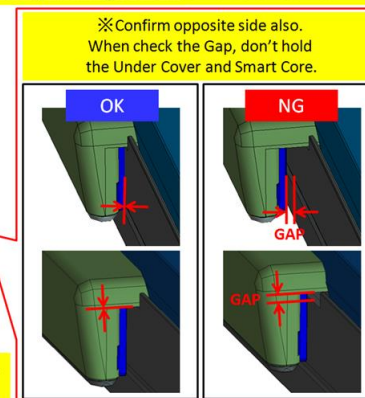 ※Confirm opposite side also.
When check the Gap, don't hold
the Under Cover and Smart Core.
OK
NG
GAP
GAP